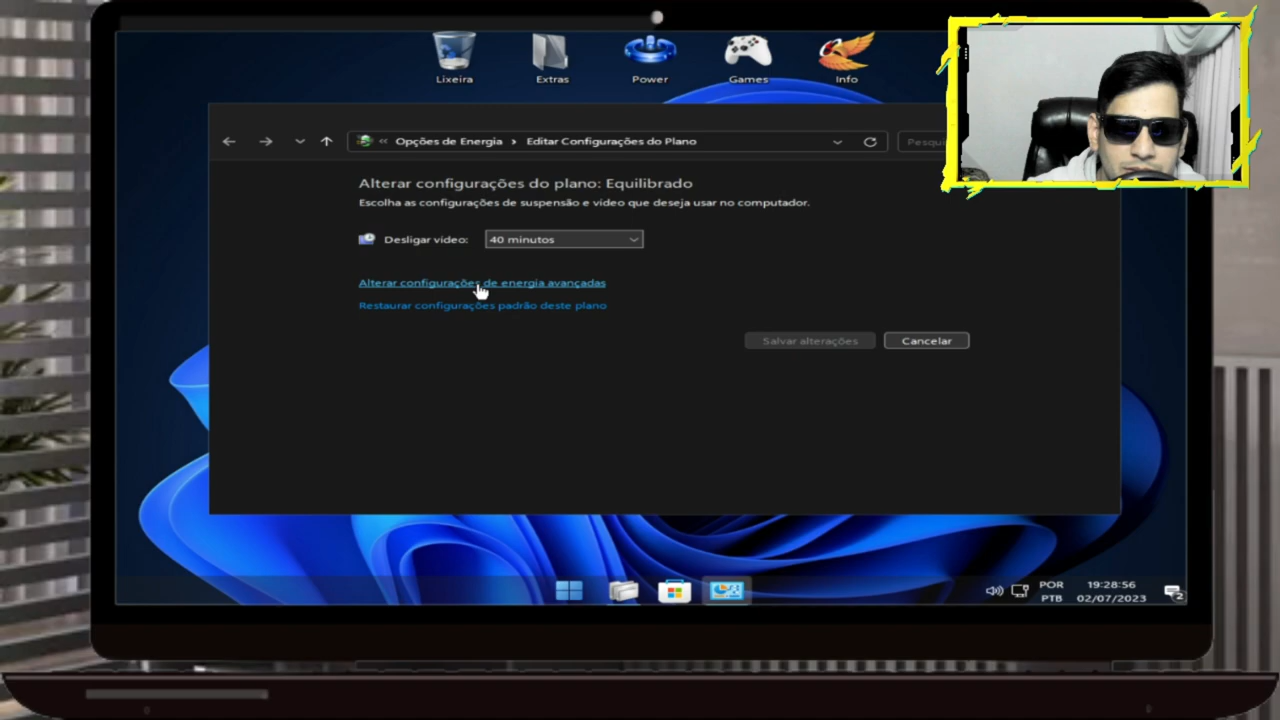 Lixeira
Extras
Power
Games
Info
Opções de Energia
Editar Configurações do Plano
Alterar configurações do plano: Equilibrado
Escolha as configurações de suspensão e vídeo que deseja usar no computador.
Desligar vídeo:
40 minutos
Alterar configurações de energia avançadas
Restaurar configurações padrão deste plano
Salvar alterações
Cancelar
POR
PTB
19:28:56
02/07/2023
2